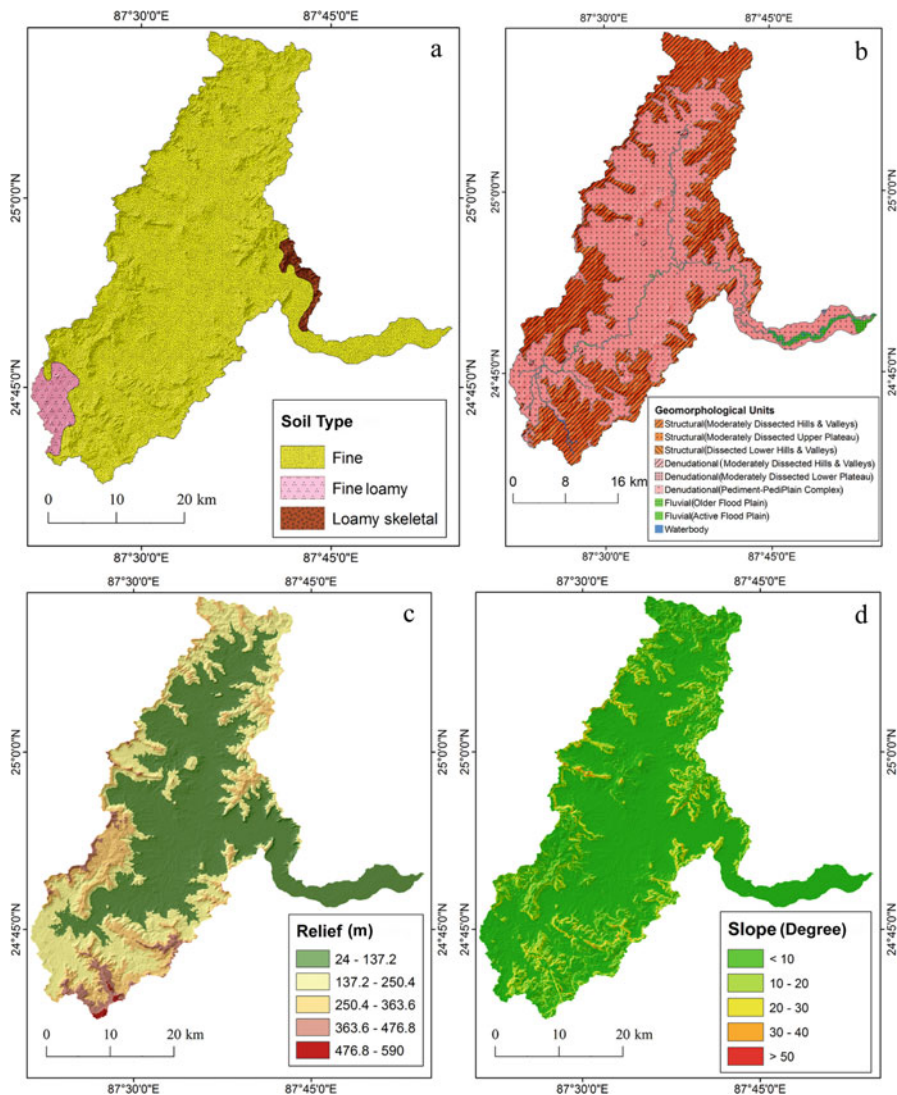 87°30'0"E 87°45'0"E
a
25°0'0"N
24°45'0"N
Soil Type
Fine
Fine loamy
Loamy skeletal
0 10 20 km
87°30'0"E 87°45'0"E
87°30'0"E 87°45'0"E
b
25°0'0"N
24°45'0"N
Geomorphological Units
Structural(Moderately Dissected Hills & Valleys)
Structural(Moderately Dissected Upper Plateau)
Structural(Dissected Lower Hills & Valleys)
Denudational(Moderately Dissected Hills & Valleys)
Denudational(Moderately Dissected Lower Plateau)
Denudational(Pediment-PediPlain Complex)
Fluvial(Older Flood Plain)
Fluvial(Active Flood Plain)
Waterbody
0 8 16 km
87°30'0"E 87°45'0"E
87°30'0"E 87°45'0"E
c
25°0'0"N
24°45'0"N
Relief (m)
24 - 137.2
137.2 - 250.4
250.4 - 363.6
363.6 - 476.8
476.8 - 590
0 10 20 km
87°30'0"E 87°45'0"E
87°30'0"E 87°45'0"E
d
25°0'0"N
24°45'0"N
Slope (Degree)
< 10
10 - 20
20 - 30
30 - 40
> 50
0 10 20 km
87°30'0"E 87°45'0"E